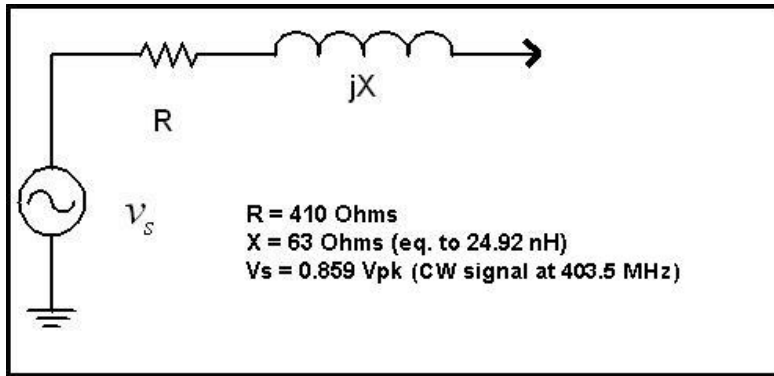 jX
R
vs
R = 410 Ohms
X = 63 Ohms (eq. to 24.92 nH)
Vs = 0.859 Vpk (CW signal at 403.5 MHz)